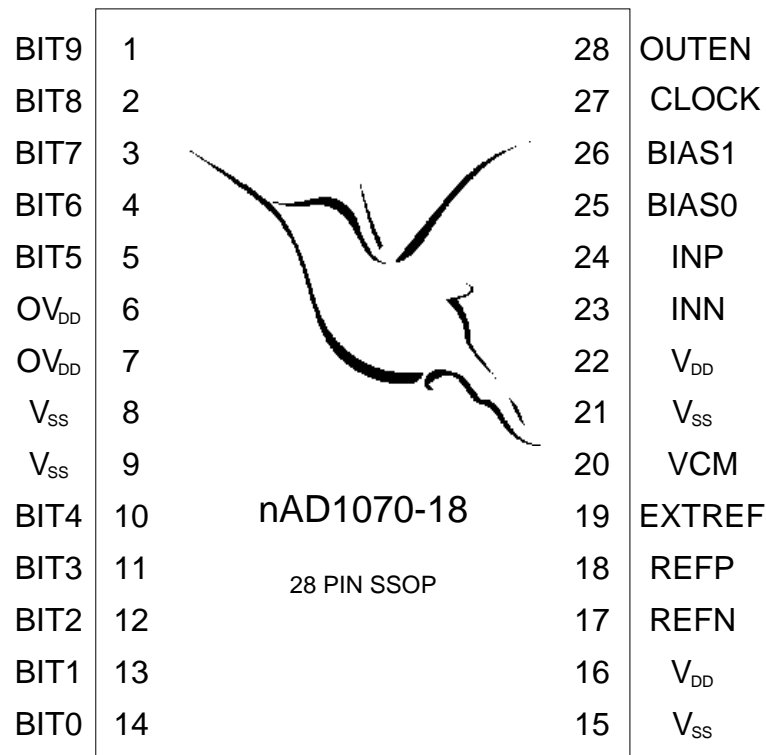 BIT9 1 28 OUTEN
BIT8 2 27 CLOCK
BIT7 3 26 BIAS1
BIT6 4 25 BIAS0
BIT5 5 24 INP
OVDD 6 23 INN
OVDD 7 22 VDD
VSS 8 21 VSS
VSS 9 20 VCM
BIT4 10 nAD1070-18 19 EXTREF
BIT3 11 28 PIN SSOP 18 REFP
BIT2 12 17 REFN
BIT1 13 16 VDD
BIT0 14 15 VSS